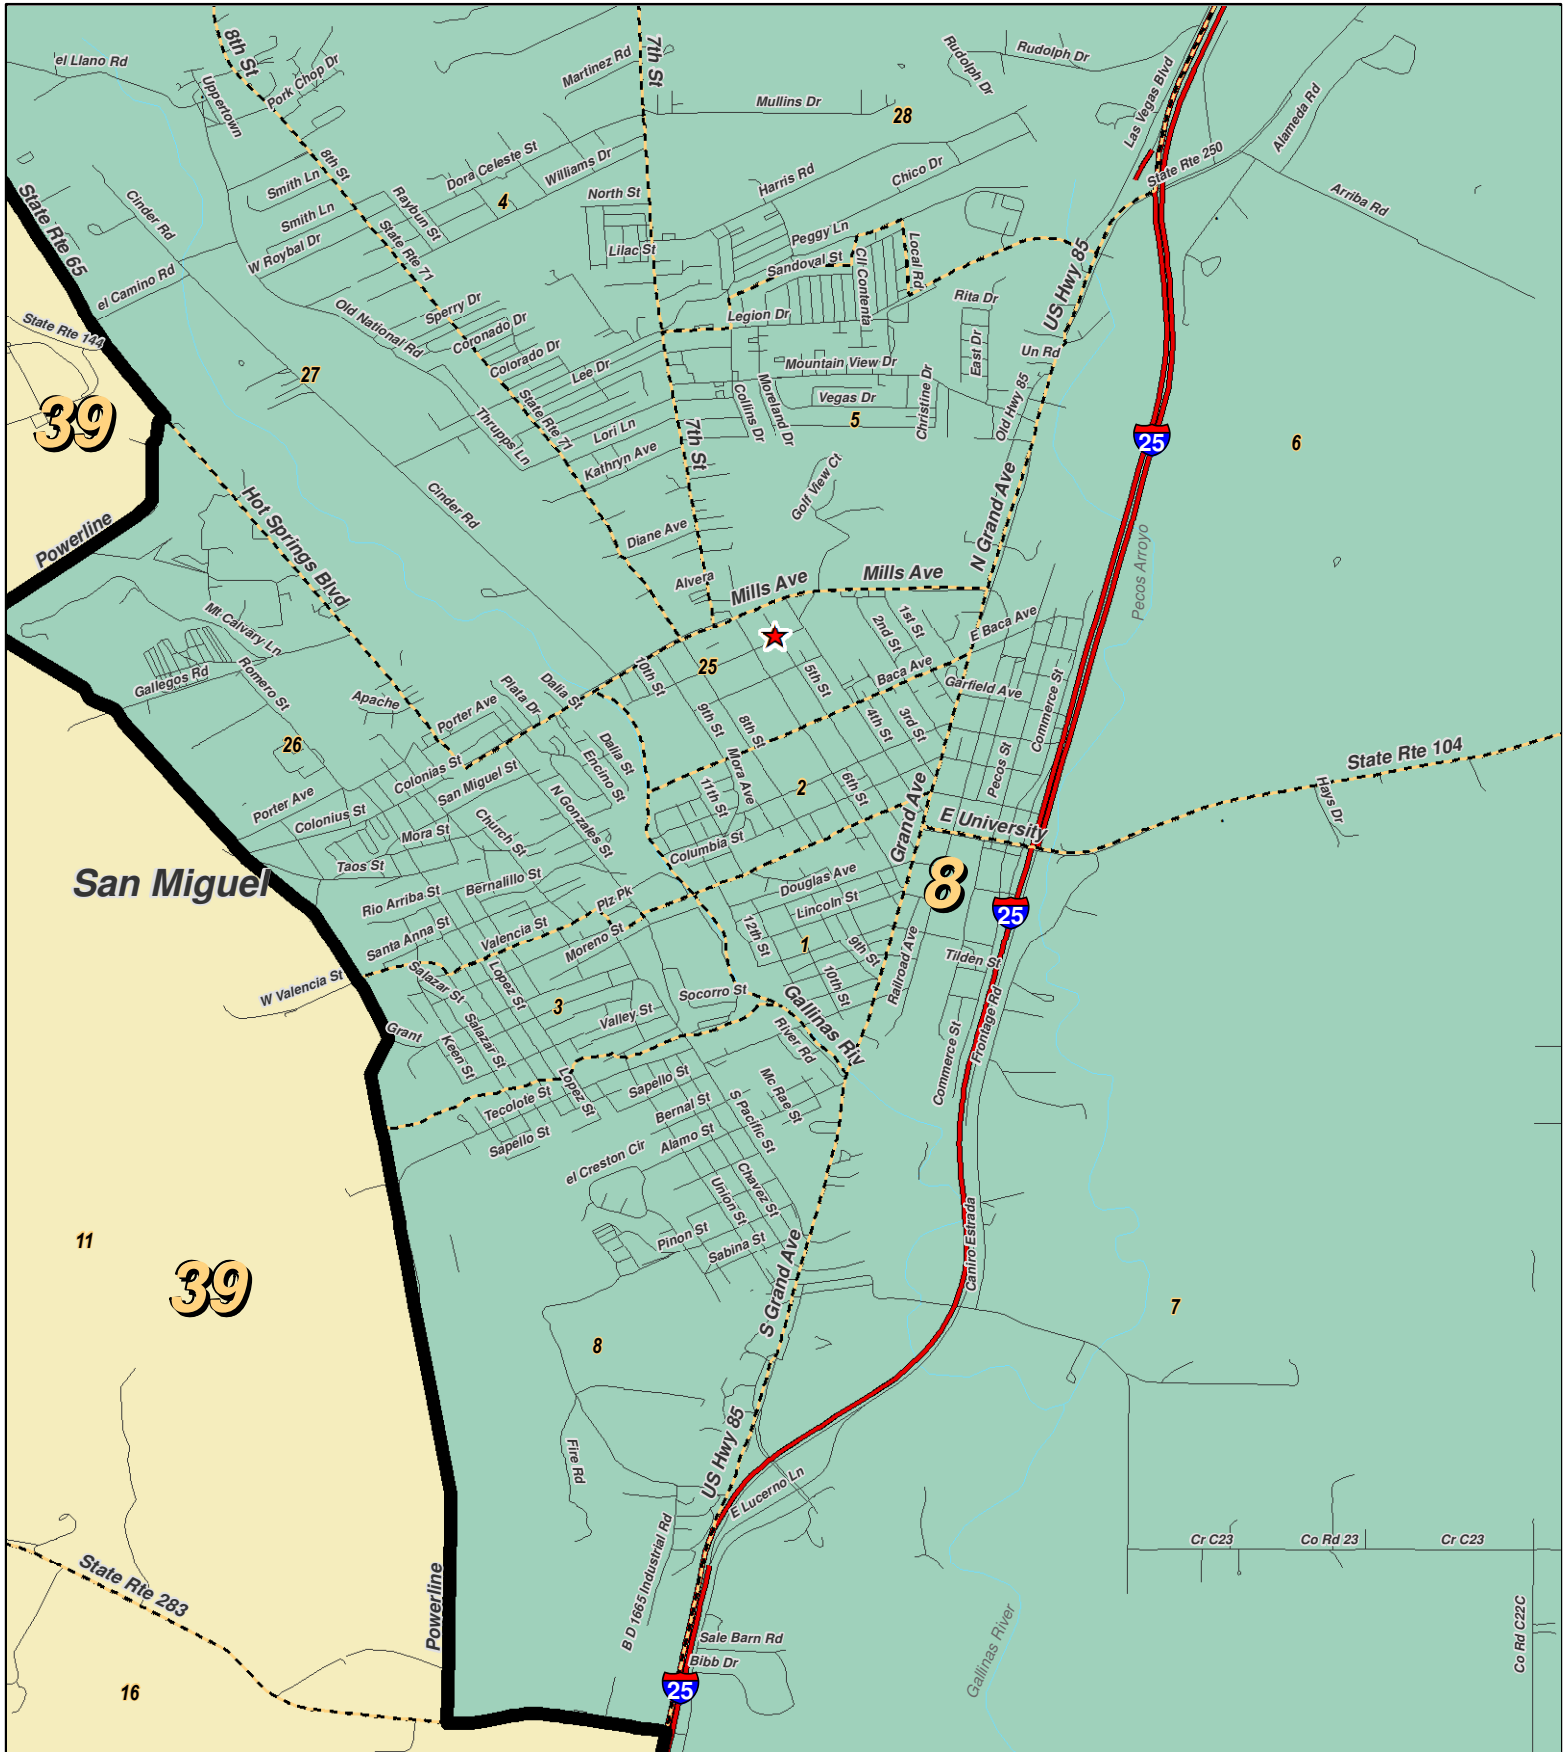 el Llano Rd
8th St
Pork Chop Dr
Uppertown
Martinez Rd
7th St
Rudolph Dr
Rudolph Dr
Las Vegas Blvd
Mullins Dr
28
Alameda Rd
State Rte 250
8th St
Dora Celeste St
Williams Dr
Smith Ln
Raybun St
4
North St
Harris Rd
Chico Dr
Arriba Rd
State Rte 65
Cinder Rd
Smith Ln
W Roybal Dr
State Rte 71
Lilac St
Peggy Ln
Sandoval St
Cll Contenta
Local Rd
US Hwy 85
el Camino Rd
State Rte 144
Old National Rd
Sperry Dr
Coronado Dr
Colorado Dr
Lee Dr
Legion Dr
Rita Dr
East Dr
Un Rd
Mountain View Dr
27
39
Thrupps Ln
State Rte 71
Lori Ln
Kathryn Ave
7th St
Collins Dr
Moreland Dr
Vegas Dr
5
Christine Dr
Old Hwy 85
25
6
Powerline
Hot Springs Blvd
Cinder Rd
Golf View Ct
N Grand Ave
Pecos Arroyo
Diane Ave
Alvera
Mills Ave
Mills Ave
Mt Calvary Ln
Gallegos Rd
Romero St
Apache
Porter Ave
Plata Dr
Dalia St
10th St
25
5th St
2nd St
1st St
E Baca Ave
Baca Ave
Garfield Ave
Commerce St
26
9th St
8th St
4th St
3rd St
Dalia St
Encino St
State Rte 104
Hays Dr
Colonias St
San Miguel St
Mora Ave
11th St
2
6th St
Pecos St
Porter Ave
Colonius St
Mora St
Church St
N Gonzales St
Columbia St
Grand Ave
E University
San Miguel
Taos St
Rio Arriba St
Bernalillo St
Plz Pk
Douglas Ave
Lincoln St
8
25
Santa Anna St
Valencia St
Moreno St
12th St
1
9th St
Railroad Ave
Tilden St
W Valencia St
Salazar St
Lopez St
3
Socorro St
Valley St
Gallinas Riv
10th St
Frontage Rd
Grant
Keen St
Salazar St
River Rd
Commerce St
Tecolote St
Lopez St
Sapello St
Mc Rae St
Sapello St
Bernal St
Alamo St
S Pacific St
el Creston Cir
Chavez St
Union St
11
39
Pinon St
Sabina St
S Grand Ave
Caniro Estrada
7
8
US Hwy 85
Fire Rd
E Lucerno Ln
B D 1665 Industrial Rd
Cr C23
Co Rd 23
Cr C23
State Rte 283
Powerline
Sale Barn Rd
Bibb Dr
25
Gallinas River
Co Rd C22C
16